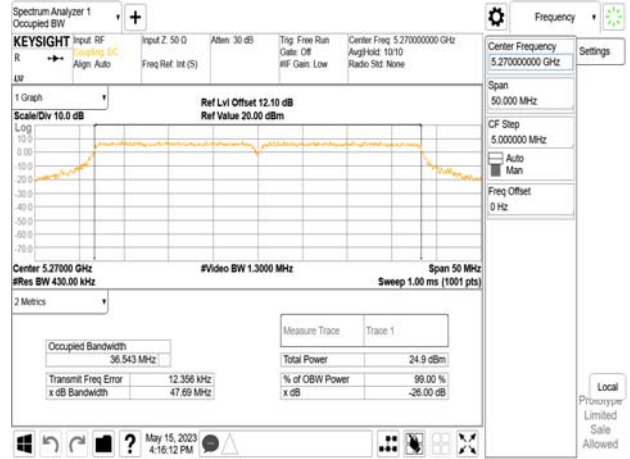 Spectrum Analyzer 1
Occupied BW
Frequency
KEYSIGHT
Input: RF
Coupling: DC
Align: Auto
Input Z: 50 Ω
Freq Ref: Int (S)
Atten: 30 dB
Trig: Free Run
Gate: Off
#IF Gain: Low
Center Freq: 5.270000000 GHz
Avg|Hold: 10/10
Radio Std: None
R
LXI
Center Frequency
5.270000000 GHz
Settings
Span
50.000 MHz
CF Step
5.000000 MHz
Auto
Man
Freq Offset
0 Hz
1 Graph
Scale/Div 10.0 dB
Ref Lvl Offset 12.10 dB
Ref Value 20.00 dBm
Log
10.0
0.00
-10.0
-20.0
-30.0
-40.0
-50.0
-60.0
-70.0
Center 5.27000 GHz
#Res BW 430.00 kHz
#Video BW 1.3000 MHz
Span 50 MHz
Sweep 1.00 ms (1001 pts)
2 Metrics
Measure Trace
Trace 1
Occupied Bandwidth
36.543 MHz
Total Power
24.9 dBm
Transmit Freq Error
12.356 kHz
% of OBW Power
99.00 %
x dB Bandwidth
47.69 MHz
x dB
-26.00 dB
Local
Prototype
Limited
Sale
Allowed
May 15, 2023
4:16:12 PM